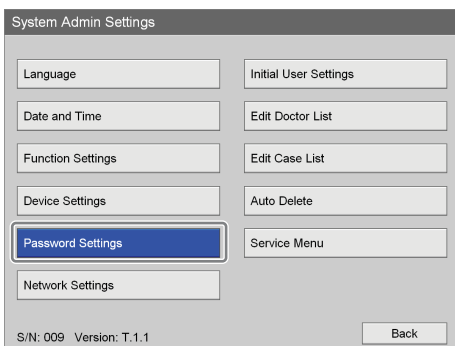 System Admin Settings
Language
Initial User Settings
Date and Time
Edit Doctor List
Function Settings
Edit Case List
Device Settings
Auto Delete
Password Settings
Service Menu
Network Settings
S/N: 009 Version: T.1.1
Back